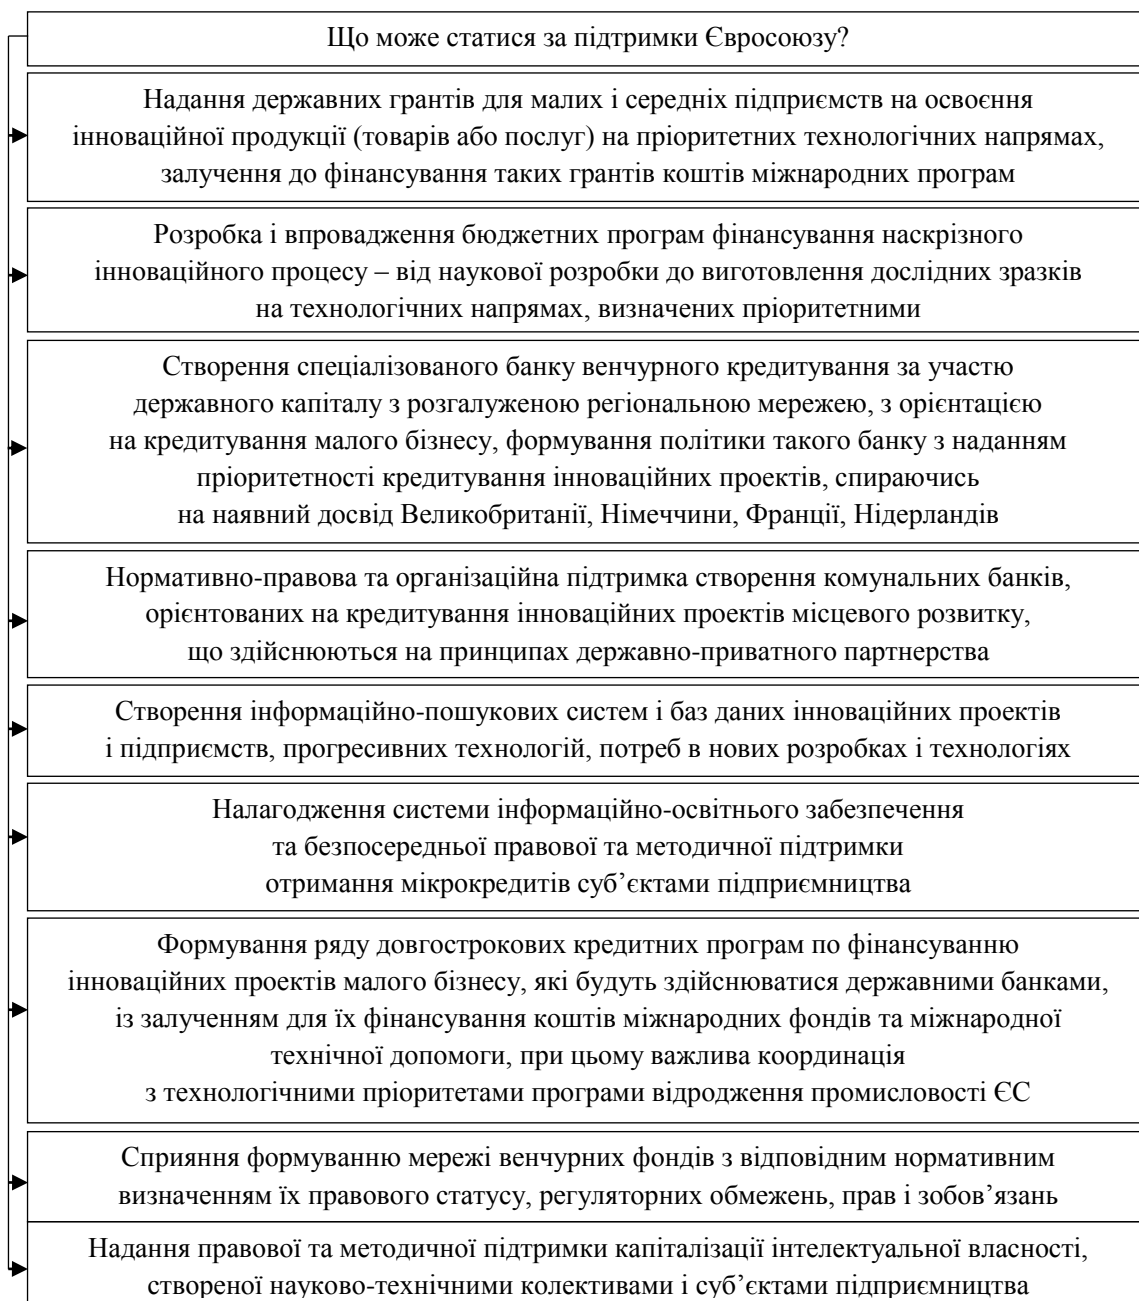 Що може статися за підтримки Євросоюзу?
Надання державних грантів для малих і середніх підприємств на освоєння
інноваційної продукції (товарів або послуг) на пріоритетних технологічних напрямах,
залучення до фінансування таких грантів коштів міжнародних програм
Розробка і впровадження бюджетних програм фінансування наскрізного
інноваційного процесу – від наукової розробки до виготовлення дослідних зразків
на технологічних напрямах, визначених пріоритетними
Створення спеціалізованого банку венчурного кредитування за участю
державного капіталу з розгалуженою регіональною мережею, з орієнтацією
на кредитування малого бізнесу, формування політики такого банку з наданням
пріоритетності кредитування інноваційних проектів, спираючись
на наявний досвід Великобританії, Німеччини, Франції, Нідерландів
Нормативно-правова та організаційна підтримка створення комунальних банків,
орієнтованих на кредитування інноваційних проектів місцевого розвитку,
що здійснюються на принципах державно-приватного партнерства
Створення інформаційно-пошукових систем і баз даних інноваційних проектів
і підприємств, прогресивних технологій, потреб в нових розробках і технологіях
Налагодження системи інформаційно-освітнього забезпечення
та безпосередньої правової та методичної підтримки
отримання мікрокредитів суб’єктами підприємництва
Формування ряду довгострокових кредитних програм по фінансуванню
інноваційних проектів малого бізнесу, які будуть здійснюватися державними банками,
із залученням для їх фінансування коштів міжнародних фондів та міжнародної
технічної допомоги, при цьому важлива координація
з технологічними пріоритетами програми відродження промисловості ЄС
Сприяння формуванню мережі венчурних фондів з відповідним нормативним
визначенням їх правового статусу, регуляторних обмежень, прав і зобов’язань
Надання правової та методичної підтримки капіталізації інтелектуальної власності,
створеної науково-технічними колективами і суб’єктами підприємництва